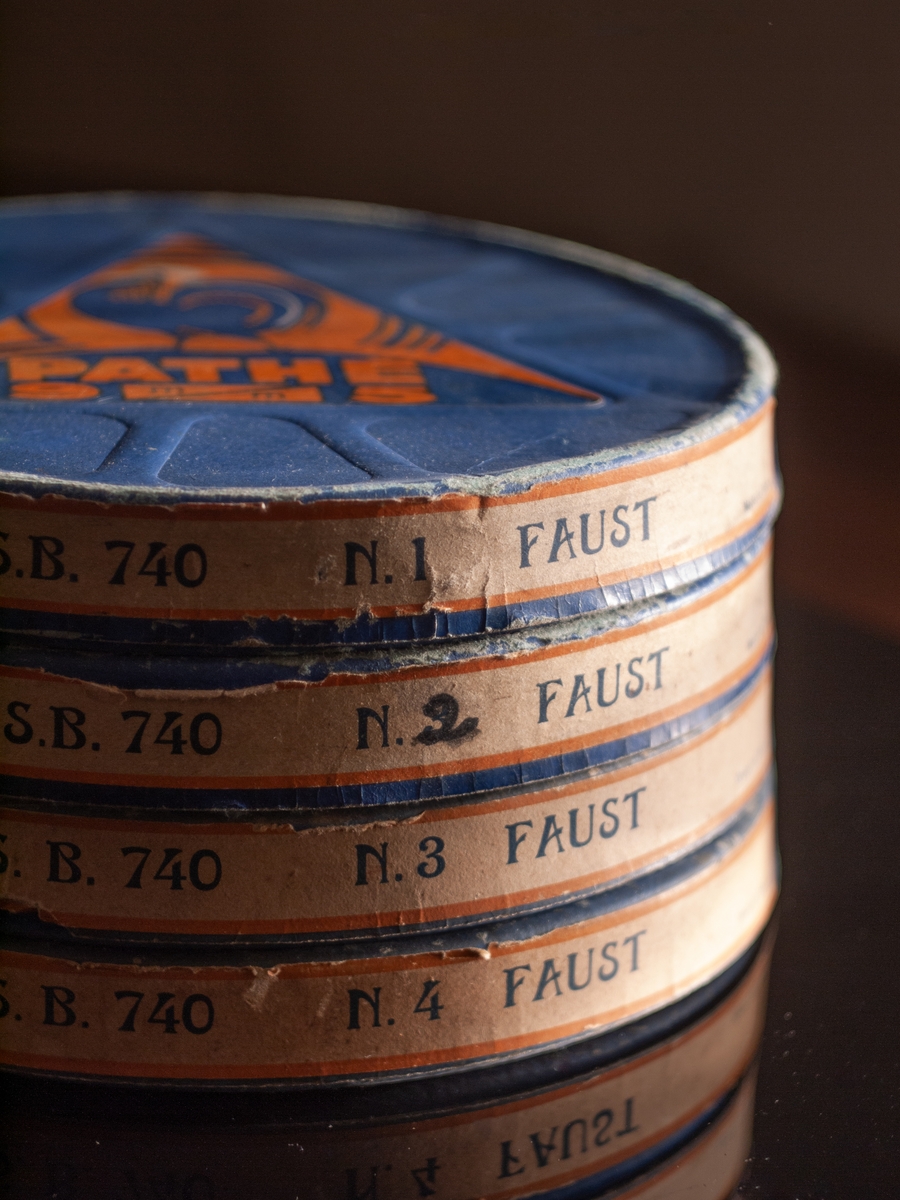 PATHE
S.B. 740 N. 1 FAUST
S.B. 740 N. 2 FAUST
S. B. 740 N. 3 FAUST
S. B. 740 N. 4 FAUST